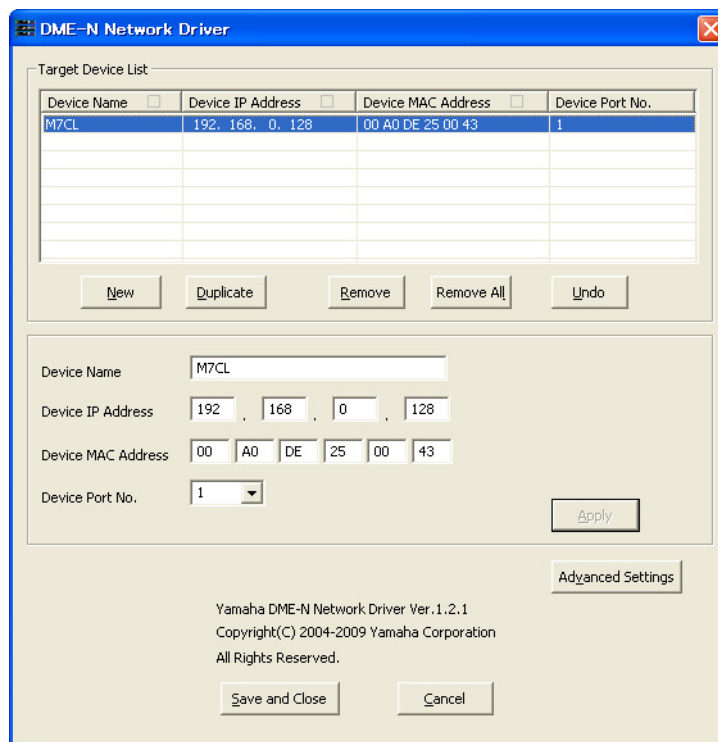 DME-N Network Driver
Target Device List
Device Name Device IP Address Device MAC Address Device Port No.
M7CL 192. 168. 0. 128 00 A0 DE 25 00 43 1
New Duplicate Remove Remove All Undo
Device Name M7CL
Device IP Address 192 . 168 . 0 . 128
Device MAC Address 00 A0 DE 25 00 43
Device Port No. 1
Apply
Advanced Settings
Yamaha DME-N Network Driver Ver.1.2.1
Copyright(C) 2004-2009 Yamaha Corporation
All Rights Reserved.
Save and Close Cancel